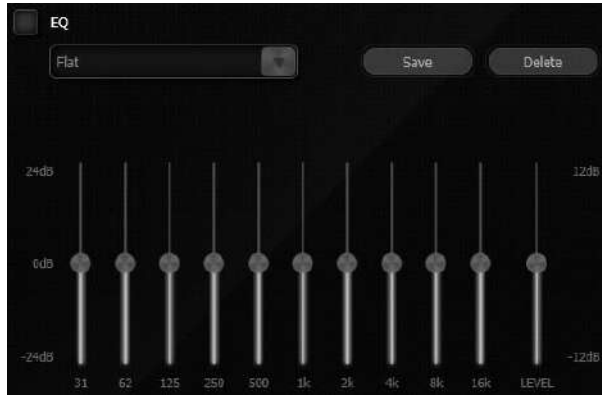 EQ
Flat
Save
Delete
24dB
12dB
0dB
-24dB
-12dB
31 62 125 250 500 1k 2k 4k 8k 16k LEVEL